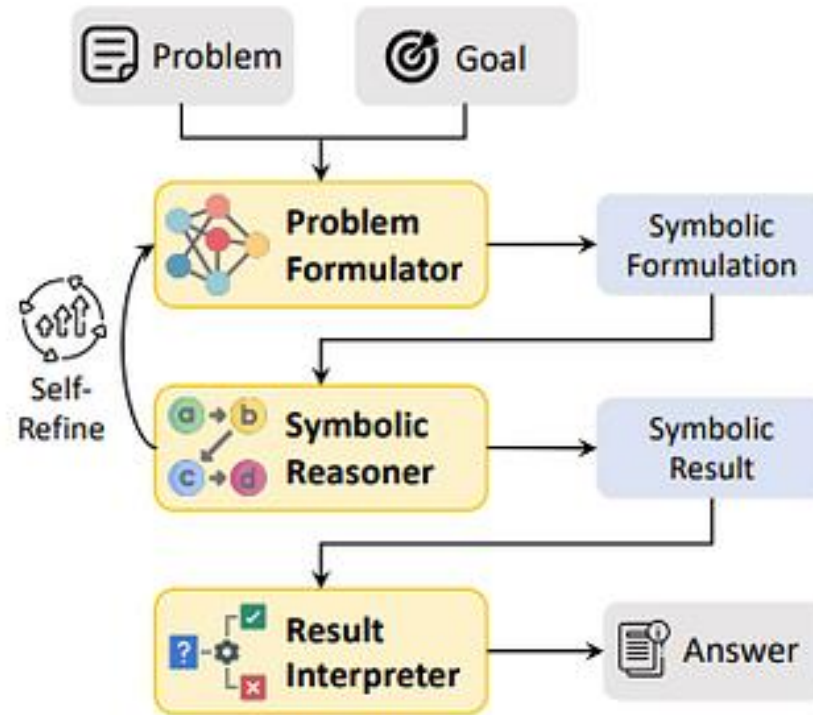 Problem
Goal
Problem
Formulator
Symbolic
Formulation
Self-
Refine
a
b
c
d
Symbolic
Reasoner
Symbolic
Result
?
Result
Interpreter
Answer